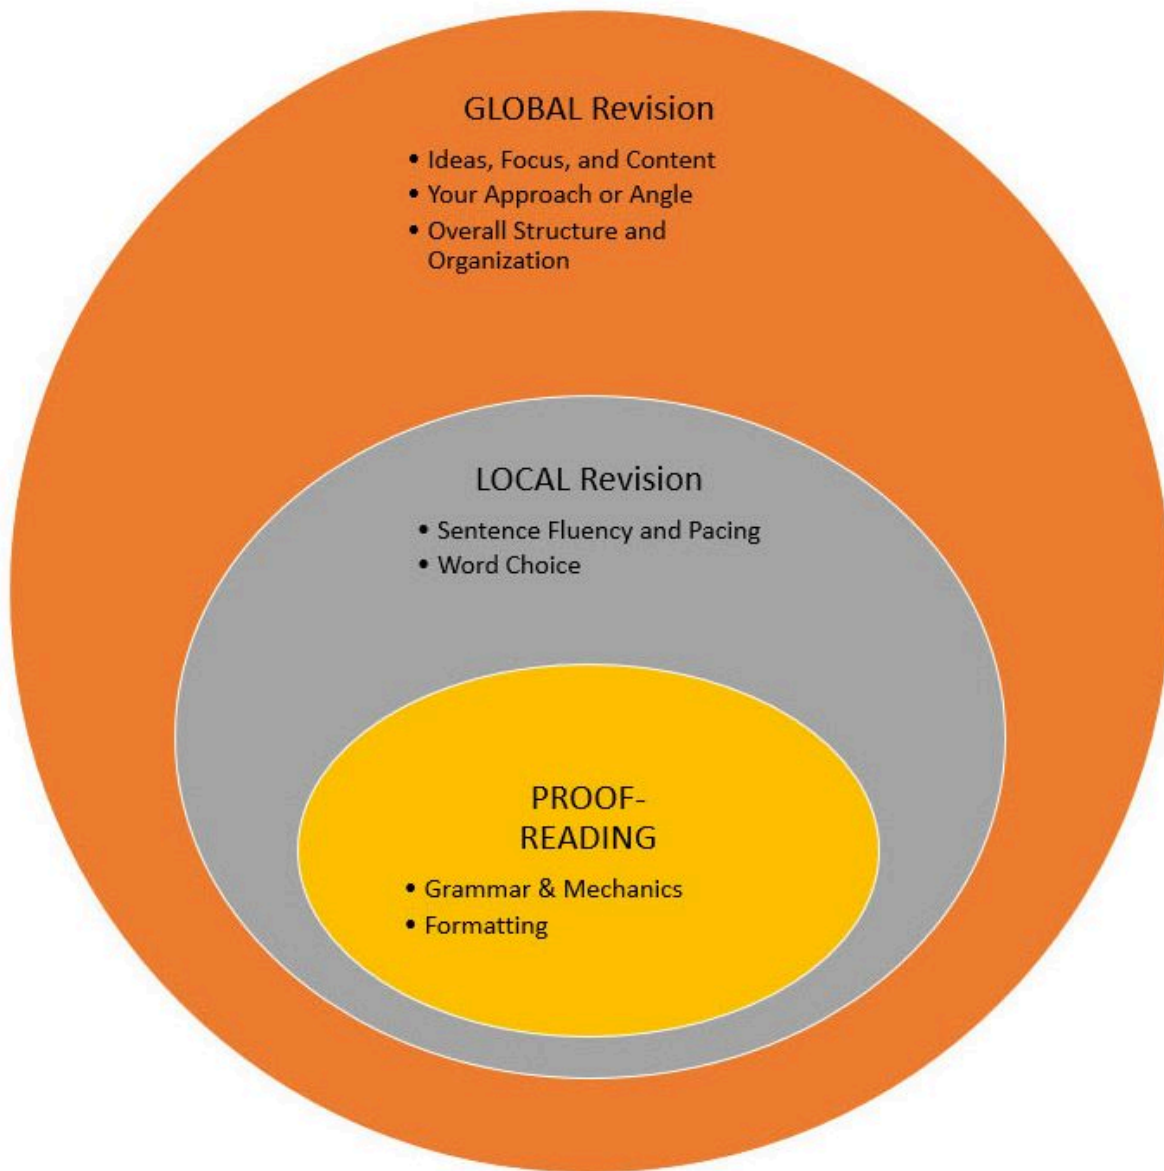 GLOBAL Revision
• Ideas, Focus, and Content
• Your Approach or Angle
• Overall Structure and
Organization
LOCAL Revision
• Sentence Fluency and Pacing
• Word Choice
PROOF-
READING
• Grammar & Mechanics
• Formatting